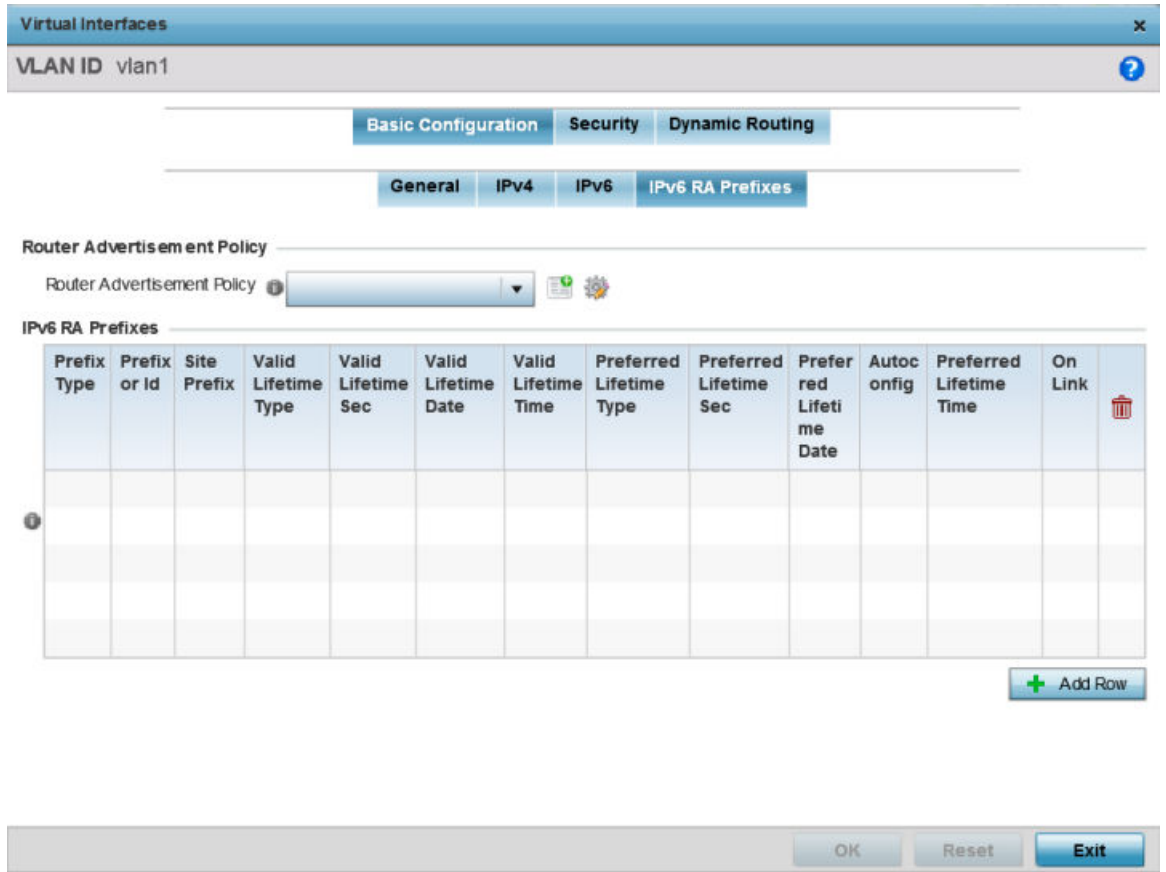 Virtual Interfaces
VLAN ID vlan1
Basic Configuration Security Dynamic Routing
General IPv4 IPv6 IPv6 RA Prefixes
Router Advertisement Policy
Router Advertisement Policy
IPv6 RA Prefixes
Prefix Type
Prefix or Id
Site Prefix
Valid Lifetime Type
Valid Lifetime Sec
Valid Lifetime Date
Valid Lifetime Time
Preferred Lifetime Type
Preferred Lifetime Sec
Prefer red Lifeti me Date
Autoc onfig
Preferred Lifetime Time
On Link
Add Row
OK Reset Exit